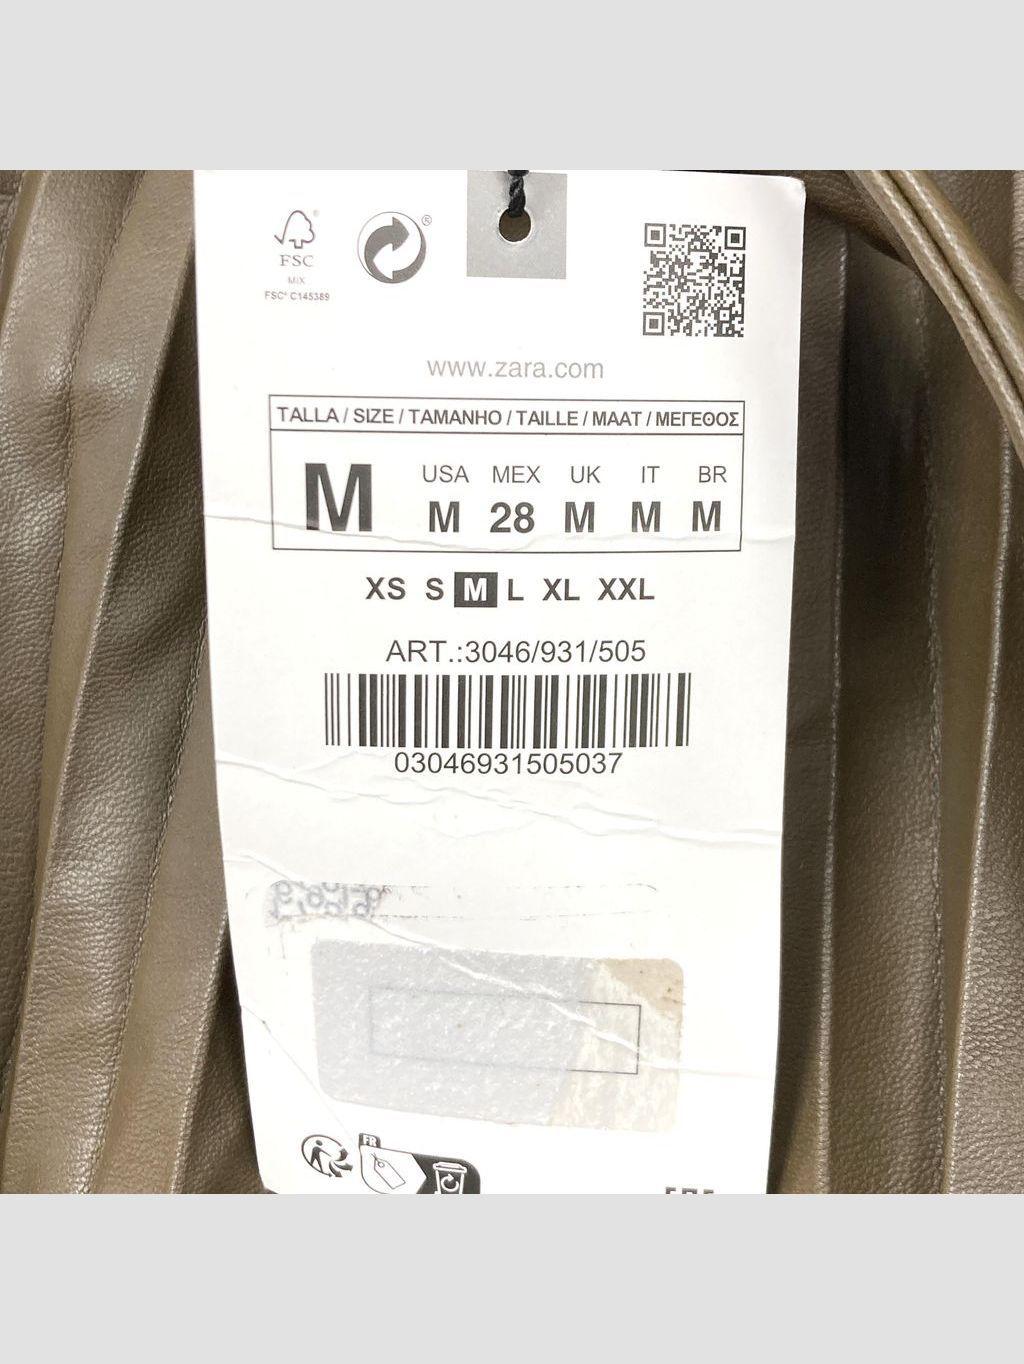 FSC
MIX
FSC® C145389
®
www.zara.com
TALLA / SIZE / TAMANHO / TAILLE / MAAT / ΜΕΓΕΘΟΣ
M
USA MEX UK IT BR
M 28 M M M
XS S M L XL XXL
ART.:3046/931/505
03046931505037
FR